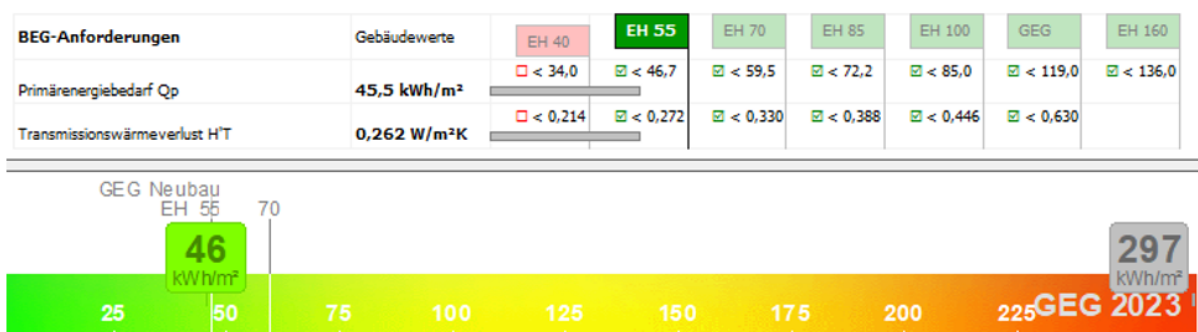 BEG-Anforderungen Gebäudewerte EH 40 EH 55 EH 70 EH 85 EH 100 GEG EH 160
< 34,0 < 46,7 < 59,5 < 72,2 < 85,0 < 119,0 < 136,0
Primärenergiebedarf Qp 45,5 kWh/m²
< 0,214 < 0,272 < 0,330 < 0,388 < 0,446 < 0,630
Transmissionswärmeverlust H'T 0,262 W/m²K
GEG Neubau
EH 55 70
46 297
kWh/m² kWh/m²
25 50 75 100 125 150 175 200 225 GEG 2023